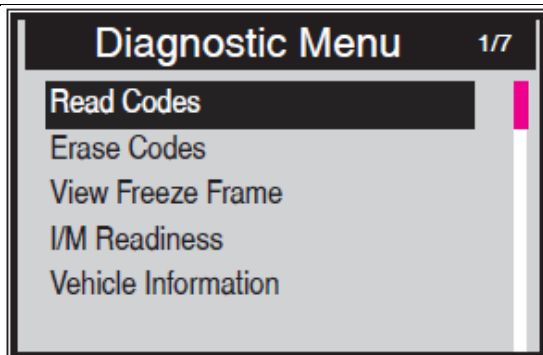 Diagnostic Menu 1/7
Read Codes
Erase Codes
View Freeze Frame
I/M Readiness
Vehicle Information